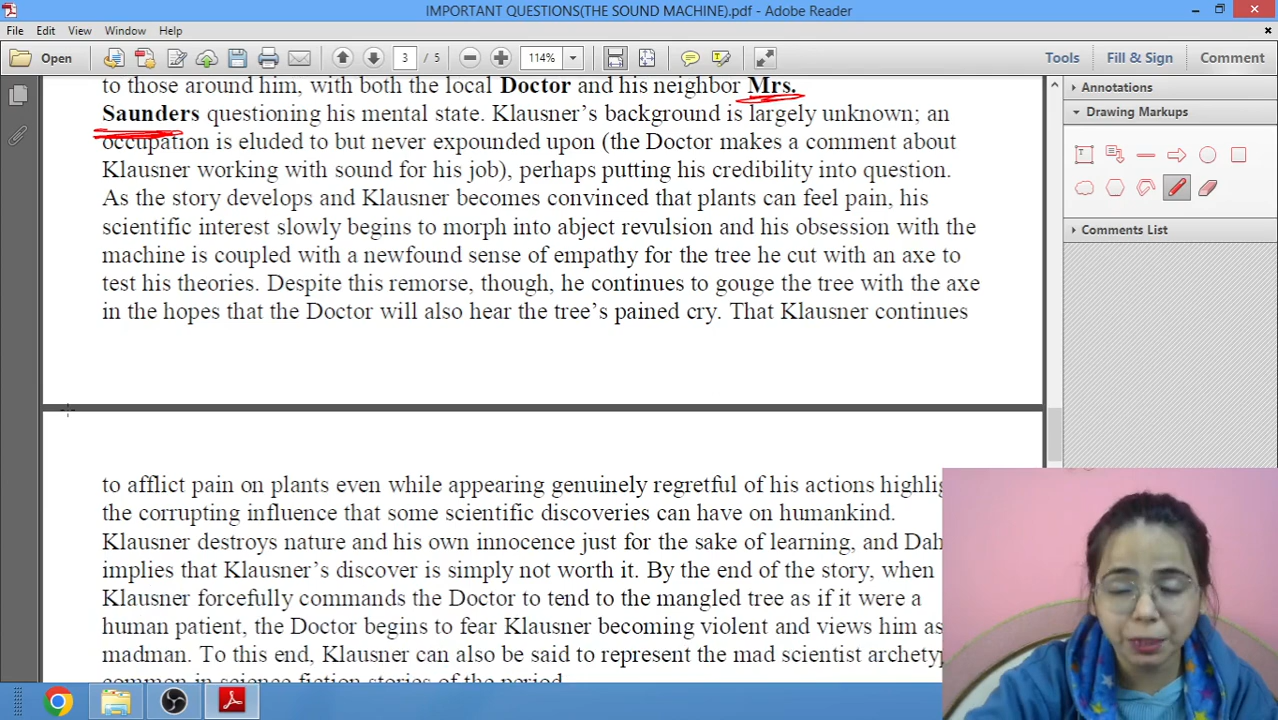 IMPORTANT QUESTIONS(THE SOUND MACHINE).pdf - Adobe Reader
File Edit View Window Help
Open 3 / 5 114% Tools Fill & Sign Comment
to those around him, with both the local Doctor and his neighbor Mrs.
Saunders questioning his mental state. Klausner's background is largely unknown; an
occupation is eluded to but never expounded upon (the Doctor makes a comment about
Klausner working with sound for his job), perhaps putting his credibility into question.
As the story develops and Klausner becomes convinced that plants can feel pain, his
scientific interest slowly begins to morph into abject revulsion and his obsession with the
machine is coupled with a newfound sense of empathy for the tree he cut with an axe to
test his theories. Despite this remorse, though, he continues to gouge the tree with the axe
in the hopes that the Doctor will also hear the tree's pained cry. That Klausner continues
to afflict pain on plants even while appearing genuinely regretful of his actions highlig
the corrupting influence that some scientific discoveries can have on humankind.
Klausner destroys nature and his own innocence just for the sake of learning, and Dah
implies that Klausner's discover is simply not worth it. By the end of the story, when
Klausner forcefully commands the Doctor to tend to the mangled tree as if it were a
human patient, the Doctor begins to fear Klausner becoming violent and views him as
madman. To this end, Klausner can also be said to represent the mad scientist archety
common in science fiction stories of the period.
Annotations
Drawing Markups
Comments List